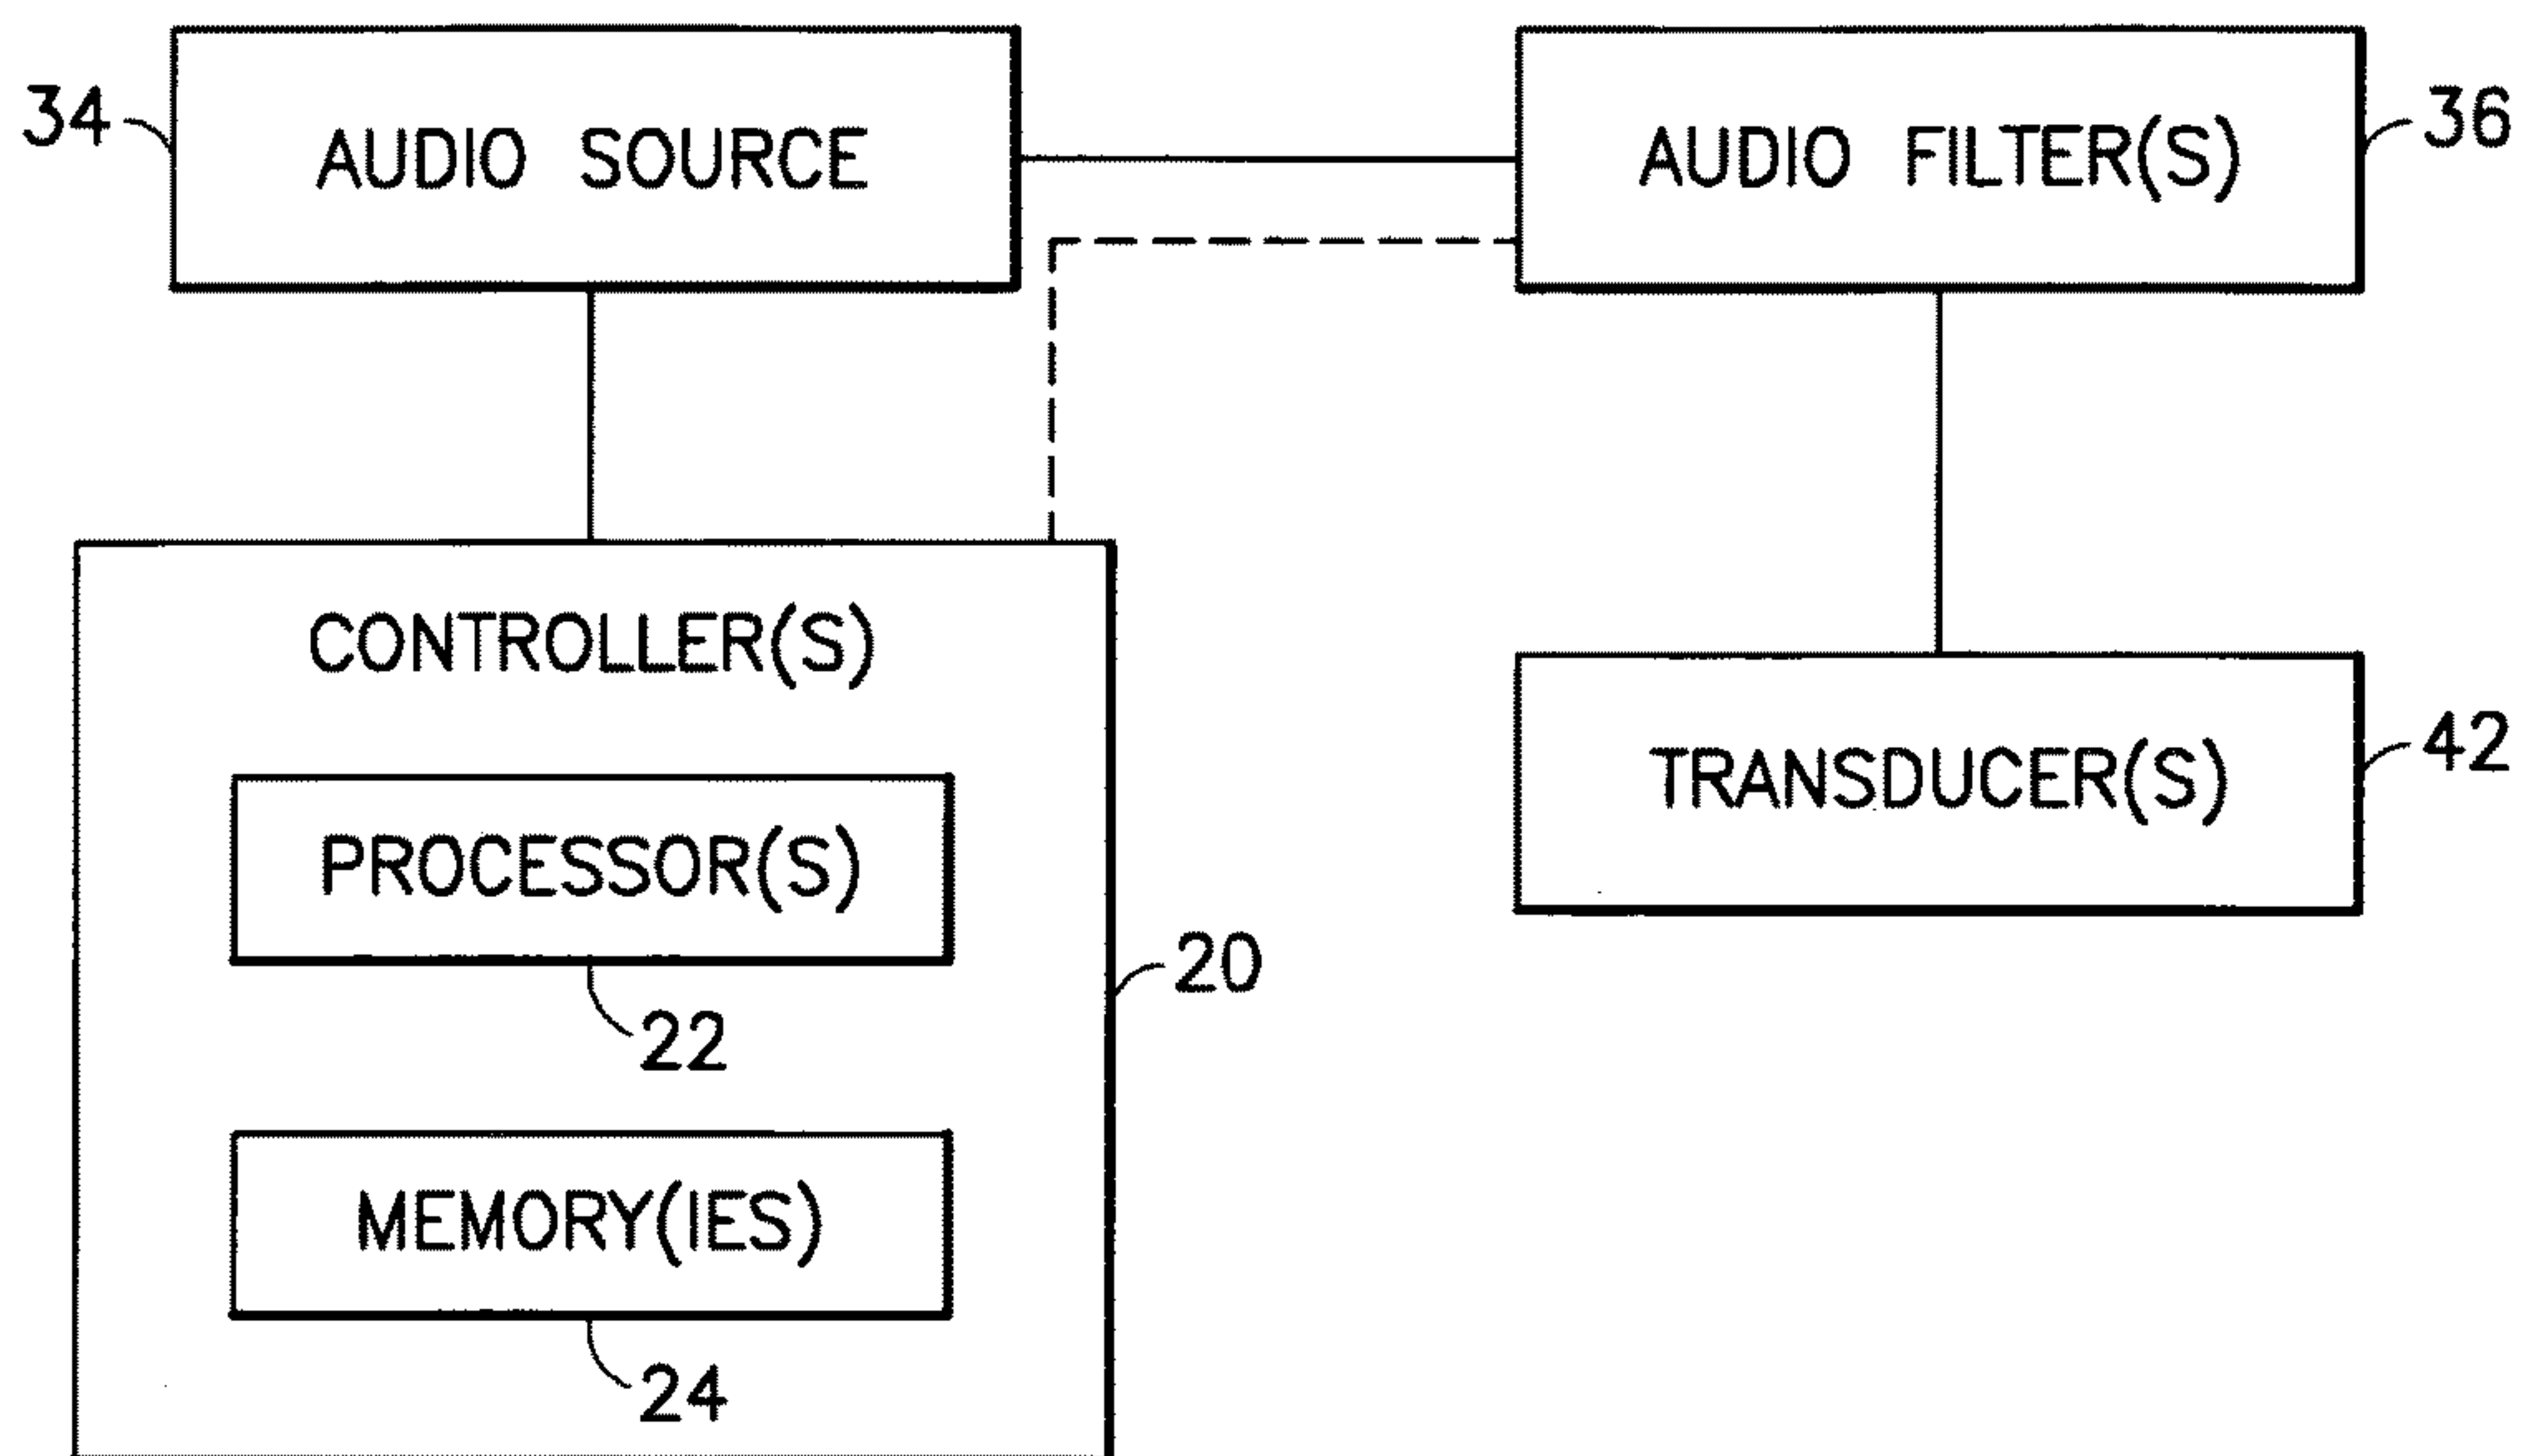 34
AUDIO SOURCE
AUDIO FILTER(S)
36
CONTROLLER(S)
TRANSDUCER(S)
42
PROCESSOR(S)
20
22
MEMORY(IES)
24